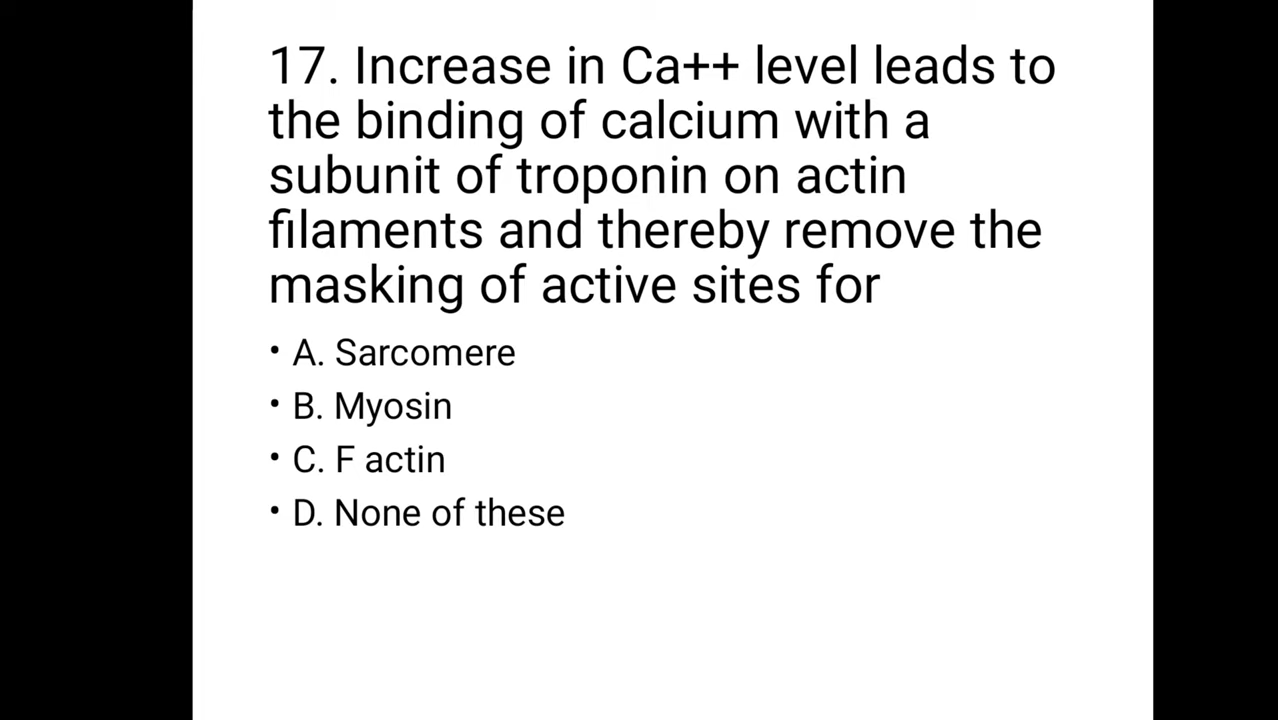 17. Increase in Ca++ level leads to
the binding of calcium with a
subunit of troponin on actin
filaments and thereby remove the
masking of active sites for
• A. Sarcomere
• B. Myosin
• C. F actin
• D. None of these